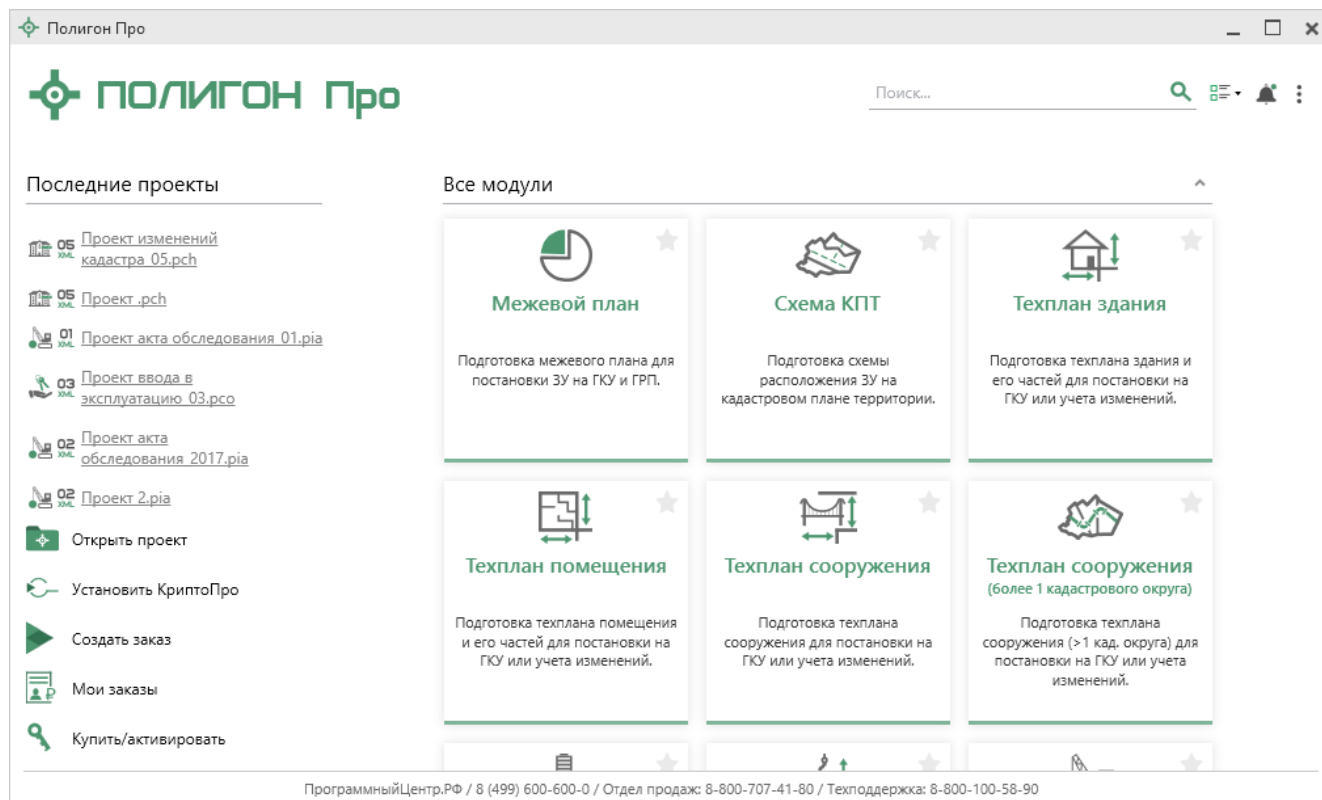 Полигон Про
ПОЛИГОН Про
Поиск...
Последние проекты
05
XML
Проект изменений
кадастра_05.pch
05
XML
Проект .pch
01
XML
Проект акта обследования_01.pia
03
XML
Проект ввода в
эксплуатацию_03.pco
02
XML
Проект акта
обследования_2017.pia
02
XML
Проект 2.pia
Открыть проект
Установить КриптоПро
Создать заказ
Мои заказы
Купить/активировать
Все модули
Межевой план
Подготовка межевого плана для
постановки ЗУ на ГКУ и ГРП.
Схема КПТ
Подготовка схемы
расположения ЗУ на
кадастровом плане территории.
Техплан здания
Подготовка техплана здания и
его частей для постановки на
ГКУ или учета изменений.
Техплан помещения
Подготовка техплана помещения
и его частей для постановки на
ГКУ или учета изменений.
Техплан сооружения
Подготовка техплана
сооружения для постановки на
ГКУ или учета изменений.
Техплан сооружения
(более 1 кадастрового округа)
Подготовка техплана
сооружения (>1 кад. округа) для
постановки на ГКУ или учета
изменений.
ПрограммныйЦентр.РФ / 8 (499) 600-600-0 / Отдел продаж: 8-800-707-41-80 / Техподдержка: 8-800-100-58-90